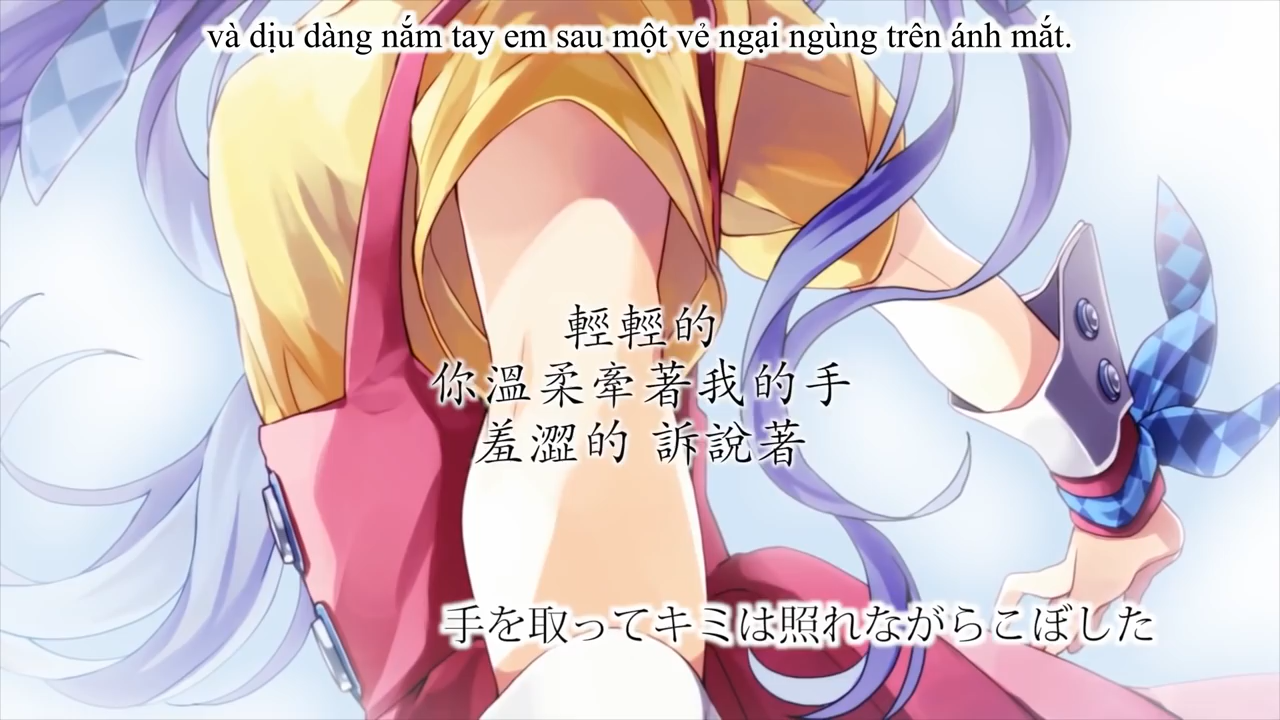 và dịu dàng nắm tay em sau một vẻ ngại ngùng trên ánh mắt.
輕輕的
你溫柔牽著我的手
羞澀的 訴說著
手を取ってキミは照れながらこぼした